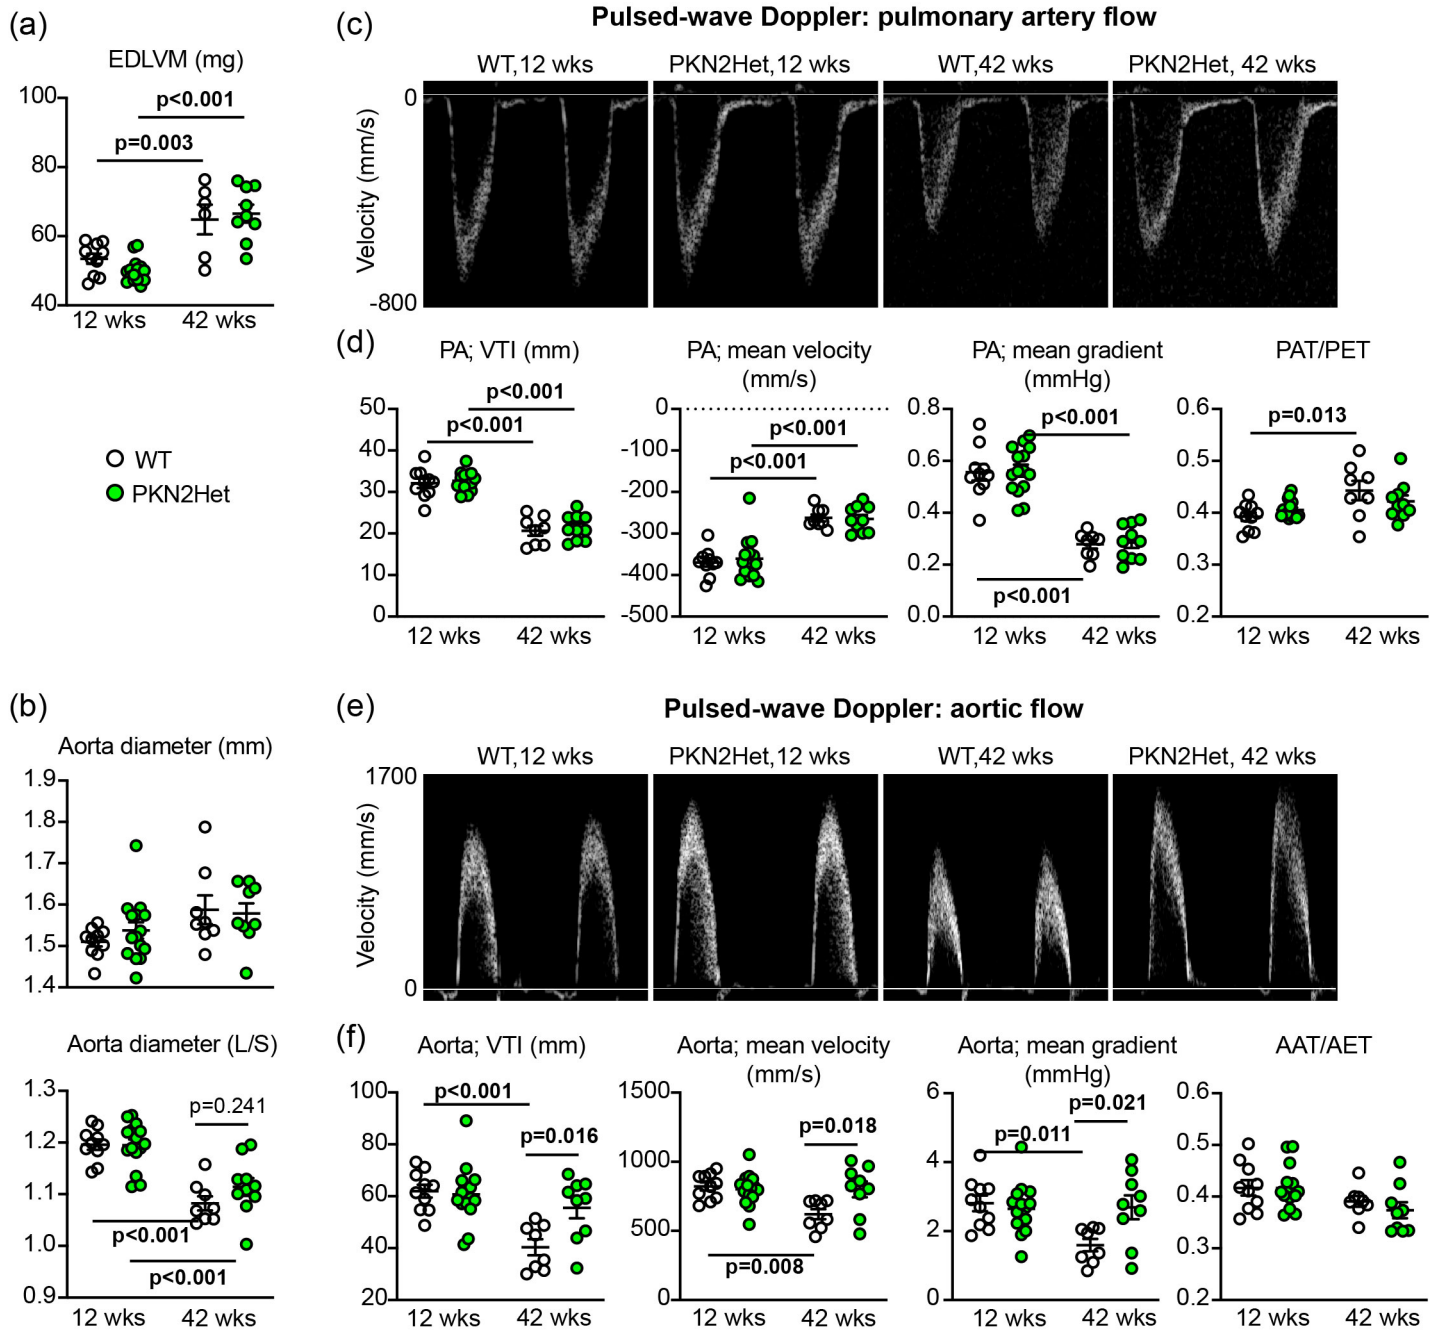 (a)
EDLVM (mg)
100
80
60
40
p<0.001
p=0.003
12 wks
42 wks
WT
PKN2Het
(b)
Aorta diameter (mm)
1.9
1.8
1.7
1.6
1.5
1.4
Aorta diameter (L/S)
1.3
1.2
1.1
1.0
0.9
p=0.241
p<0.001
p<0.001
12 wks
42 wks
(c)
Pulsed-wave Doppler: pulmonary artery flow
WT,12 wks
PKN2Het,12 wks
WT,42 wks
PKN2Het, 42 wks
Velocity (mm/s)
0
-800
(d)
PA; VTI (mm)
50
40
30
20
10
0
p<0.001
p<0.001
12 wks
42 wks
PA; mean velocity
(mm/s)
0
-100
-200
-300
-400
-500
p<0.001
p<0.001
12 wks
42 wks
PA; mean gradient
(mmHg)
0.8
0.6
0.4
0.2
0.0
p<0.001
p<0.001
12 wks
42 wks
PAT/PET
0.6
0.5
0.4
0.3
0.2
p=0.013
12 wks
42 wks
(e)
Pulsed-wave Doppler: aortic flow
WT,12 wks
PKN2Het,12 wks
WT,42 wks
PKN2Het, 42 wks
Velocity (mm/s)
1700
0
(f)
Aorta; VTI (mm)
100
80
60
40
20
p<0.001
p=0.016
12 wks
42 wks
Aorta; mean velocity
(mm/s)
1500
1000
500
0
p=0.018
p=0.008
12 wks
42 wks
Aorta; mean gradient
(mmHg)
6
4
2
0
p=0.021
p=0.011
12 wks
42 wks
AAT/AET
0.6
0.5
0.4
0.3
0.2
12 wks
42 wks